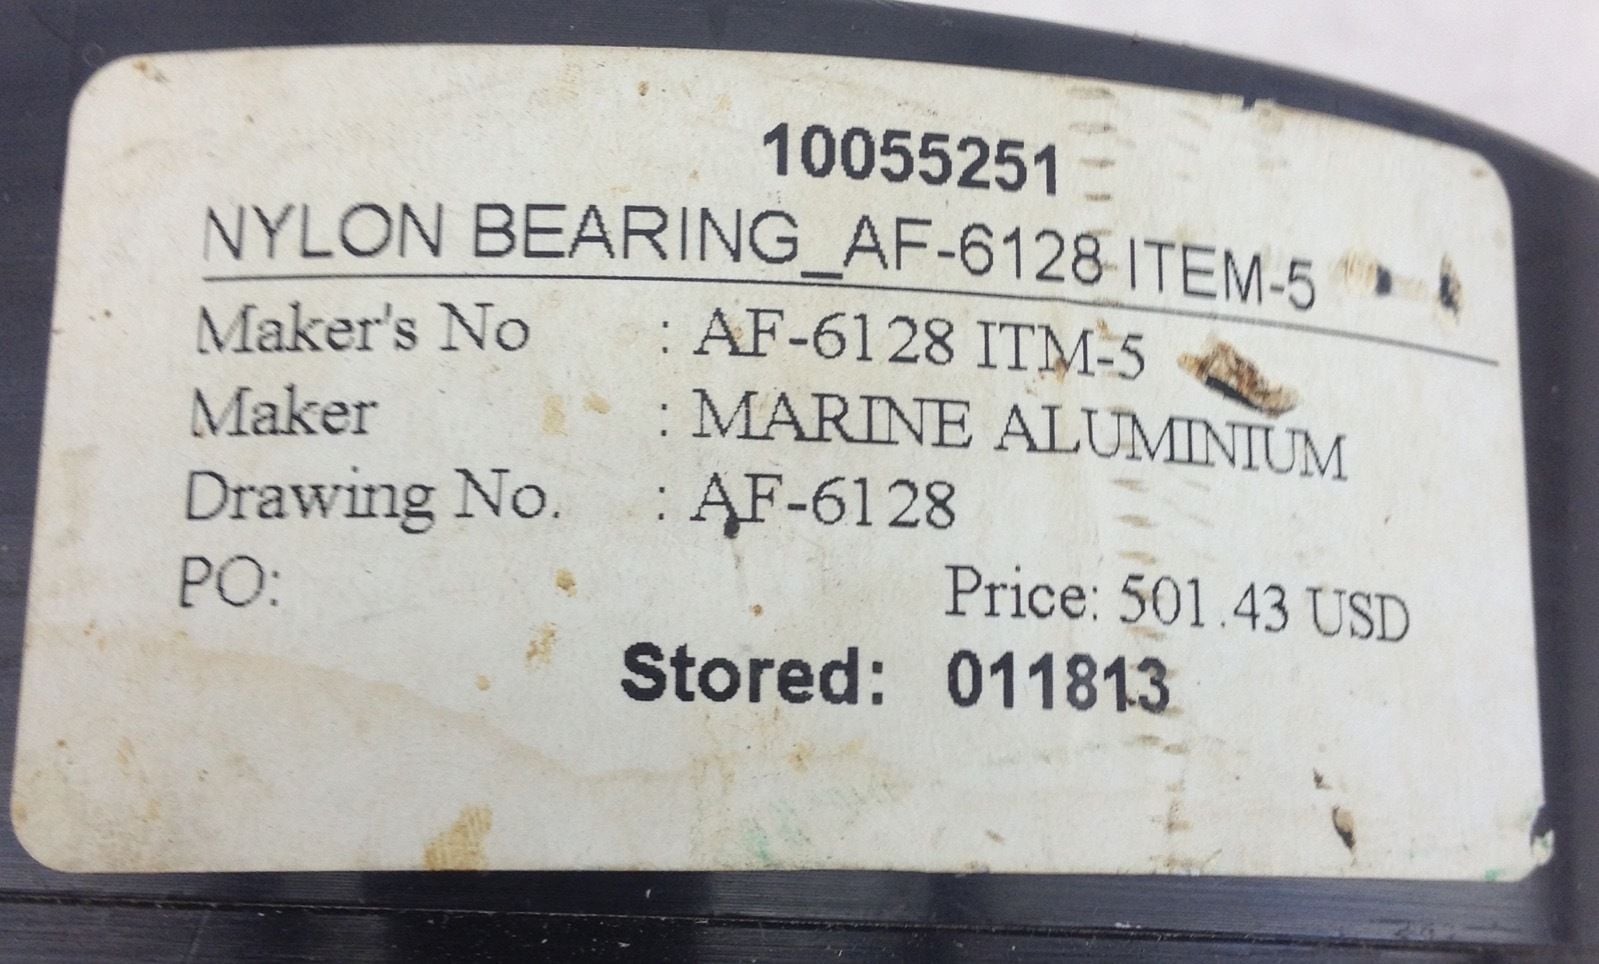 10055251
NYLON BEARING_AF-6128 ITEM-5
Maker's No : AF-6128 ITM-5
Maker : MARINE ALUMINIUM
Drawing No. : AF-6128
PO: Price: 501.43 USD
Stored: 011813